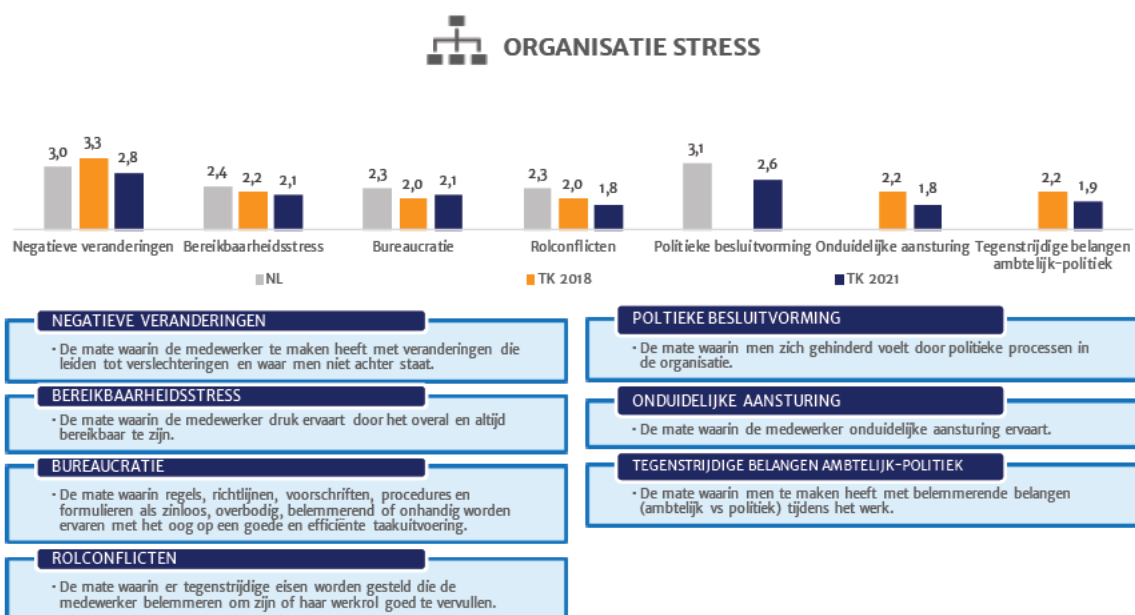 ORGANISATIE STRESS
3,0 3,3 2,8
2,4 2,2 2,1
2,3 2,0 2,1
2,3 2,0 1,8
3,1 2,6
2,2 1,8
2,2 1,9
Negatieve veranderingen
Bereikbaarheidsstress
Bureaucratie
Rolconflicten
Politieke besluitvorming
Onduidelijke aansturing
Tegenstrijdige belangen
ambtelijk-politiek
NL
TK 2018
TK 2021
NEGATIEVE VERANDERINGEN
• De mate waarin de medewerker te maken heeft met veranderingen die
leiden tot verslechteringen en waar men niet achter staat.
BEREIKBAARHEIDSSTRESS
• De mate waarin de medewerker druk ervaart door het overal en altijd
bereikbaar te zijn.
BUREAUCRATIE
• De mate waarin regels, richtlijnen, voorschriften, procedures en
formulieren als zinloos, overbodig, belemmerend of onhandig worden
ervaren met het oog op een goede en efficiënte taakuitvoering.
ROLCONFLICTEN
• De mate waarin er tegenstrijdige eisen worden gesteld die de
medewerker belemmeren om zijn of haar werkrol goed te vervullen.
POLTIEKE BESLUITVORMING
• De mate waarin men zich gehinderd voelt door politieke processen in
de organisatie.
ONDUIDELIJKE AANSTURING
• De mate waarin de medewerker onduidelijke aansturing ervaart.
TEGENSTRIJDIGE BELANGEN AMBTELIJK-POLITIEK
• De mate waarin men te maken heeft met belemmerende belangen
(ambtelijk vs politiek) tijdens het werk.